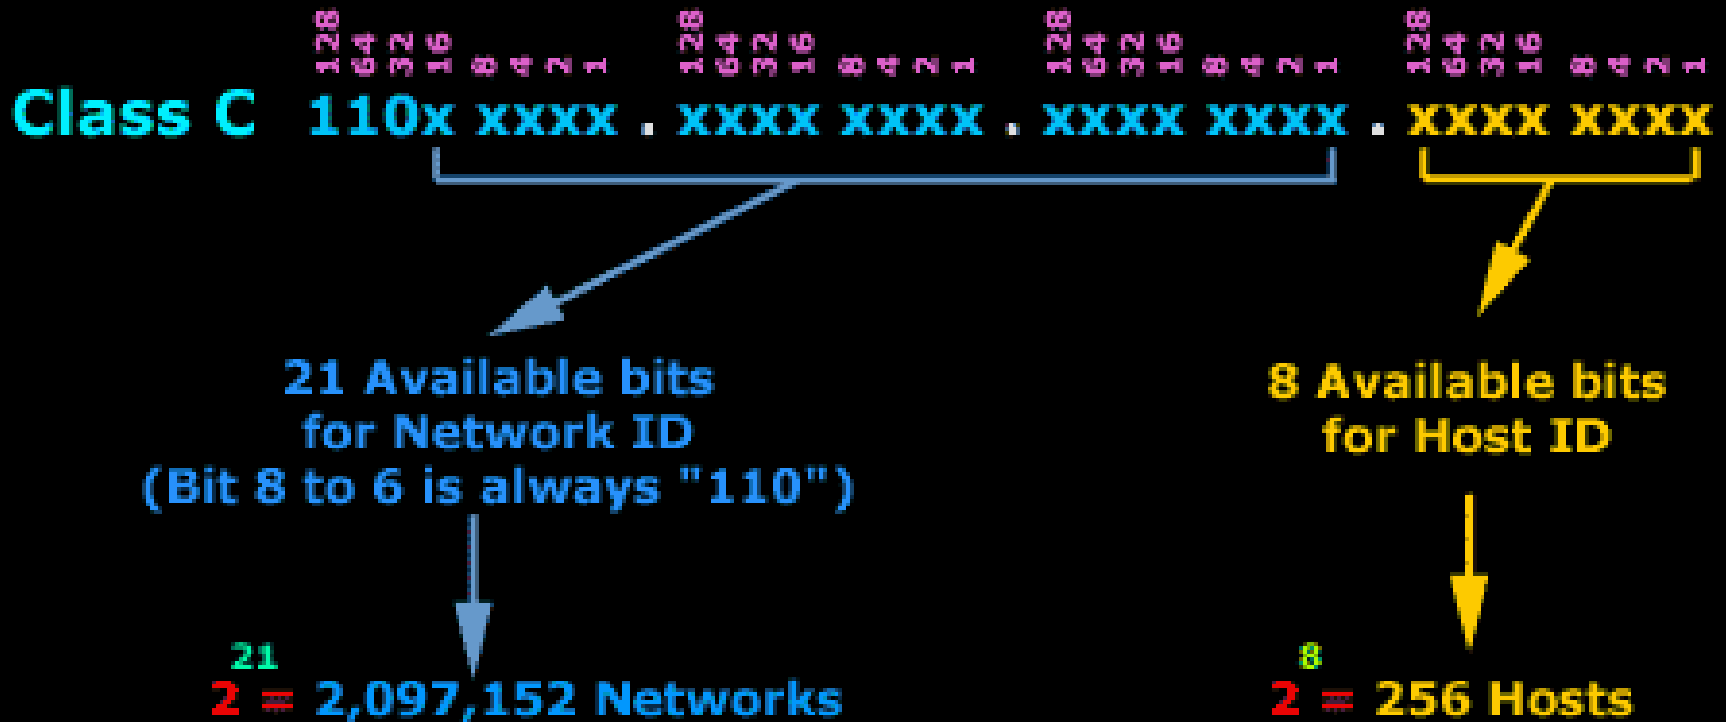 128 64 32 16 8 4 2 1 128 64 32 16 8 4 2 1 128 64 32 16 8 4 2 1 128 64 32 16 8 4 2 1
Class C 110x xxxx . xxxx xxxx . xxxx xxxx . xxxx xxxx
21 Available bits
for Network ID
(Bit 8 to 6 is always "110")
8 Available bits
for Host ID
21
2 = 2,097,152 Networks
8
2 = 256 Hosts